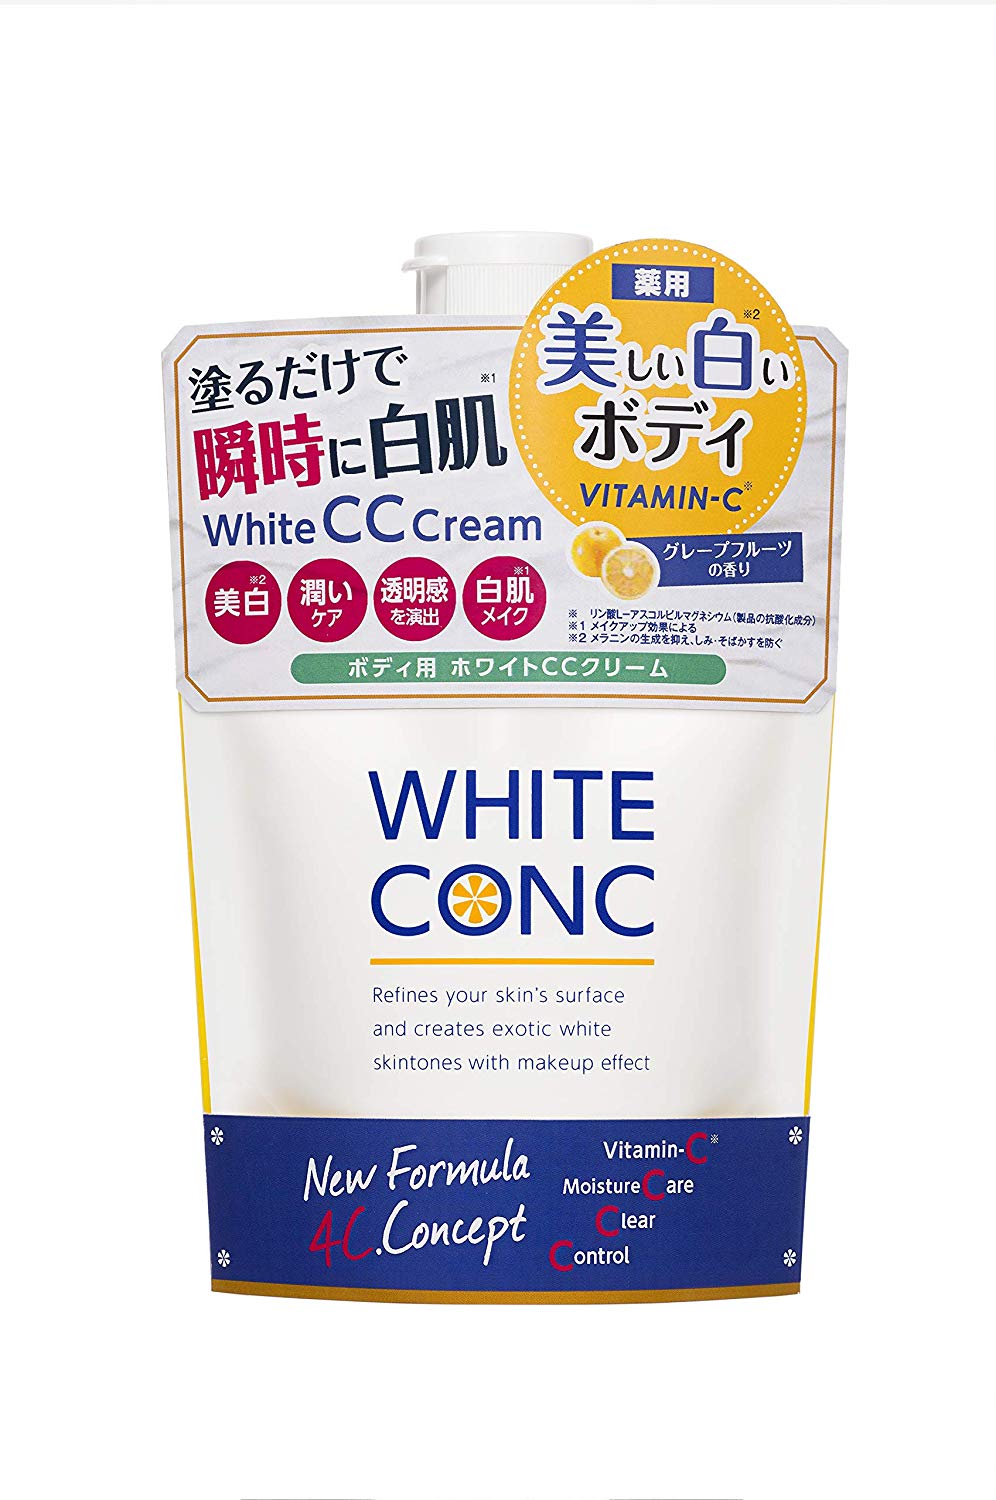 薬用
美しい白い※2
ボディ
VITAMIN-C※
グレープフルーツ
の香り
塗るだけで
瞬時に白肌※1
White CC Cream
美白※2
潤い
ケア
透明感
を演出
白肌※1
メイク
※ リン酸L-アスコルビルマグネシウム(製品の抗酸化成分)
※1 メイクアップ効果による
※2 メラニンの生成を抑え、しみ・そばかすを防ぐ
ボディ用 ホワイトCCクリーム
WHITE
CONC
Refines your skin's surface
and creates exotic white
skintones with makeup effect
New Formula
4C.Concept
Vitamin-C※
Moisture Care
Clear
Control